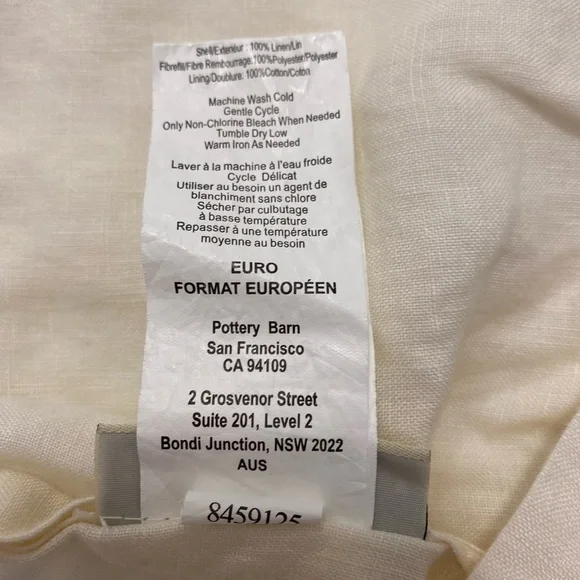 Shell/Exterieur : 100% Linen/Lin
Fibrefill/Fibre Rembourrage:100%Polyester/Polyester
Lining/Doublure: 100%Cotton/Coton
Machine Wash Cold
Gentle Cycle
Only Non-Chlorine Bleach When Needed
Tumble Dry Low
Warm Iron As Needed
Laver à la machine à l'eau froide
Cycle Délicat
Utiliser au besoin un agent de
blanchiment sans chlore
Sécher par culbutage
à basse température
Repasser à une température
moyenne au besoin
EURO
FORMAT EUROPÉEN
Pottery Barn
San Francisco
CA 94109
2 Grosvenor Street
Suite 201, Level 2
Bondi Junction, NSW 2022
AUS
8459125